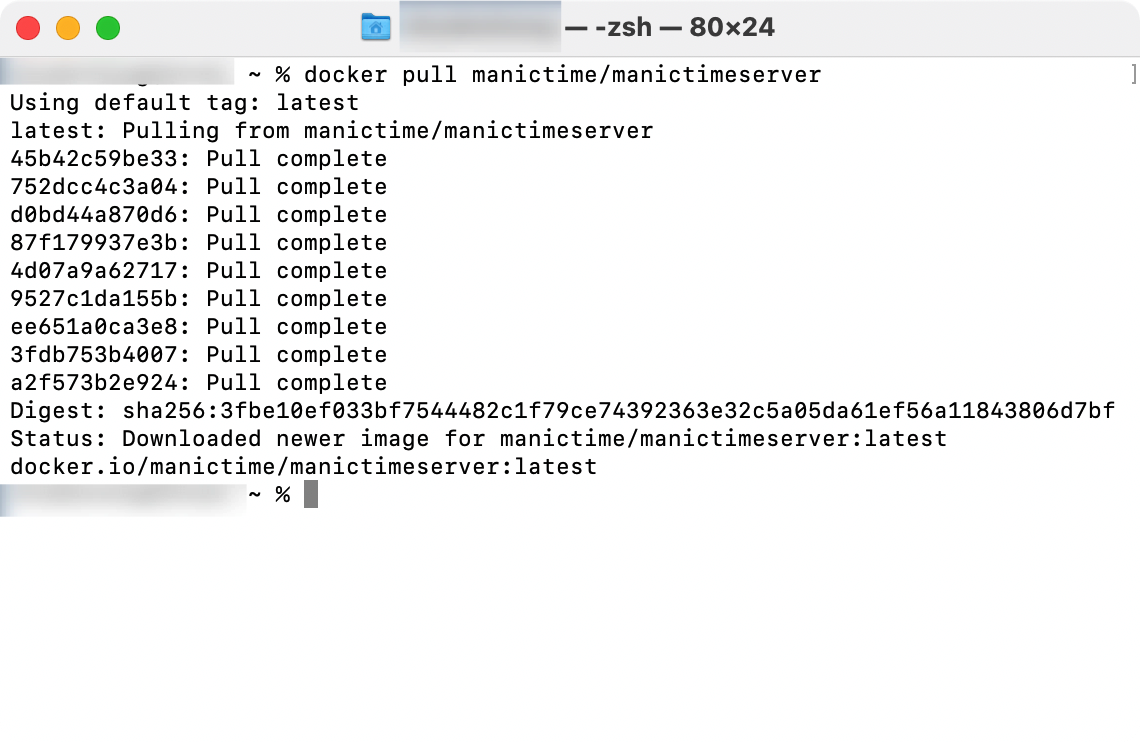 — -zsh — 80×24
~ % docker pull manictime/manictimeserver ]
Using default tag: latest
latest: Pulling from manictime/manictimeserver
45b42c59be33: Pull complete
752dcc4c3a04: Pull complete
d0bd44a870d6: Pull complete
87f179937e3b: Pull complete
4d07a9a62717: Pull complete
9527c1da155b: Pull complete
ee651a0ca3e8: Pull complete
3fdb753b4007: Pull complete
a2f573b2e924: Pull complete
Digest: sha256:3fbe10ef033bf7544482c1f79ce74392363e32c5a05da61ef56a11843806d7bf
Status: Downloaded newer image for manictime/manictimeserver:latest
docker.io/manictime/manictimeserver:latest
~ %